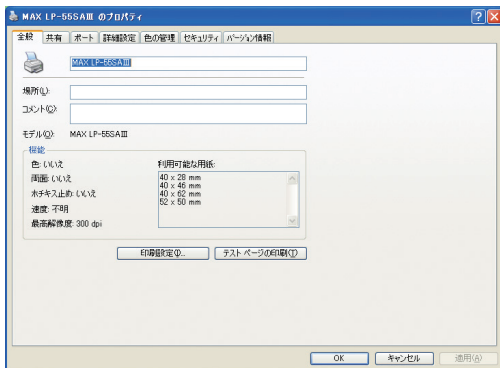 MAX LP-55SAⅢ のプロパティ
全般 共有 ポート 詳細設定 色の管理 セキュリティ バージョン情報
MAX LP-55SAⅢ
場所(L):
コメント(C):
モデル(O): MAX LP-55SAⅢ
機能
色: いいえ
両面: いいえ
ホチキス止め: いいえ
速度: 不明
最高解像度: 300 dpi
利用可能な用紙:
40 x 28 mm
40 x 46 mm
40 x 62 mm
52 x 50 mm
印刷設定(I)... テスト ページの印刷(T)
OK キャンセル 適用(A)